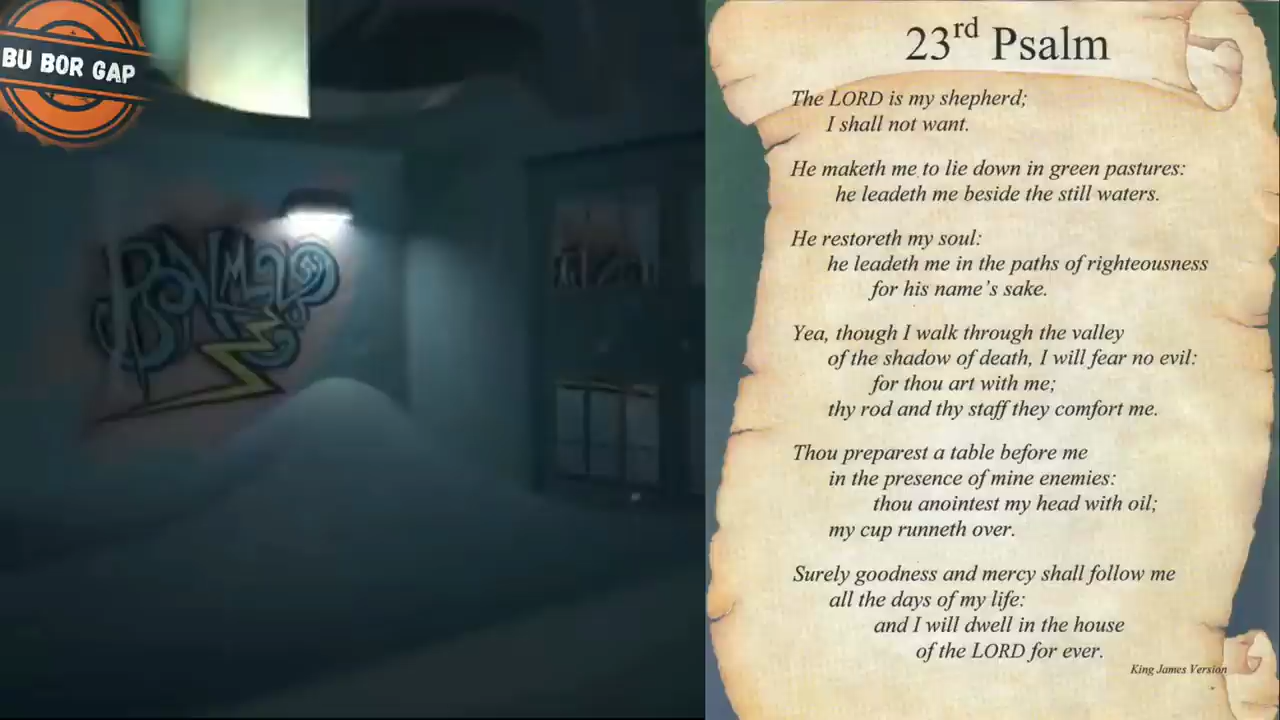 BU BOR GAP
23rd Psalm
The LORD is my shepherd;
I shall not want.
He maketh me to lie down in green pastures:
he leadeth me beside the still waters.
He restoreth my soul:
he leadeth me in the paths of righteousness
for his name's sake.
Yea, though I walk through the valley
of the shadow of death, I will fear no evil:
for thou art with me;
thy rod and thy staff they comfort me.
Thou preparest a table before me
in the presence of mine enemies:
thou anointest my head with oil;
my cup runneth over.
Surely goodness and mercy shall follow me
all the days of my life:
and I will dwell in the house
of the LORD for ever.
King James Version